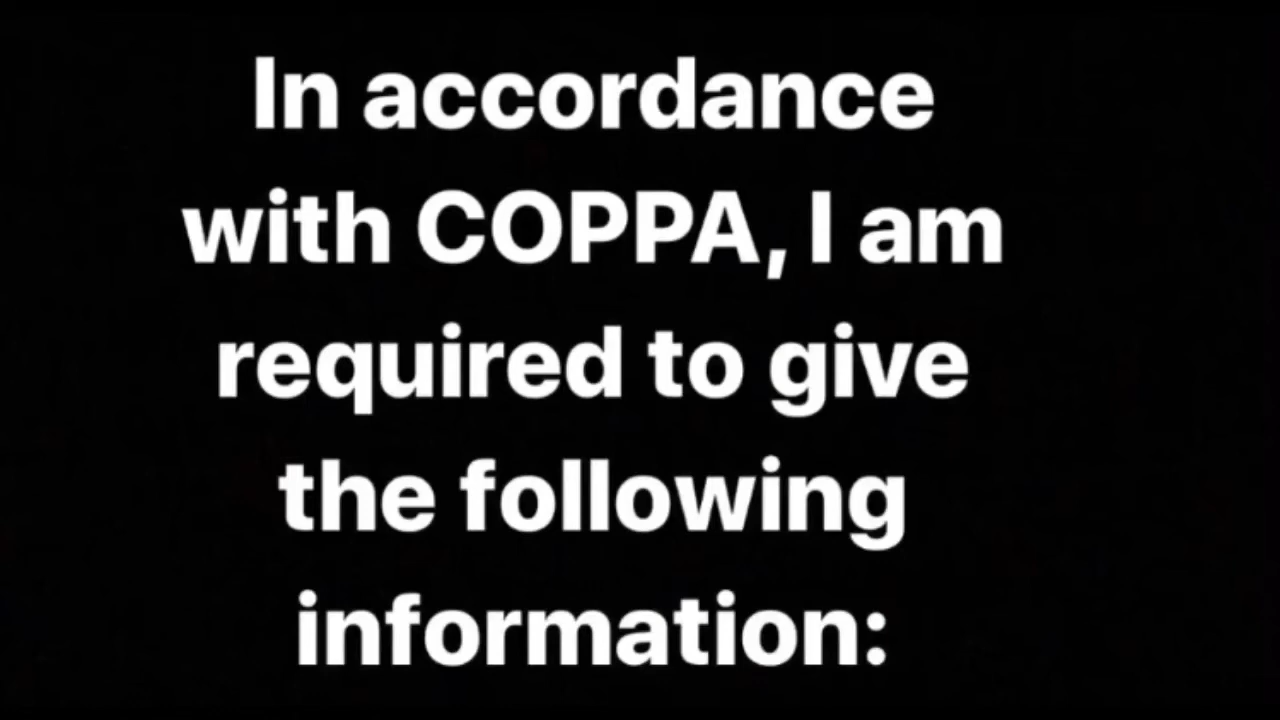 In accordance
with COPPA, I am
required to give
the following
information: